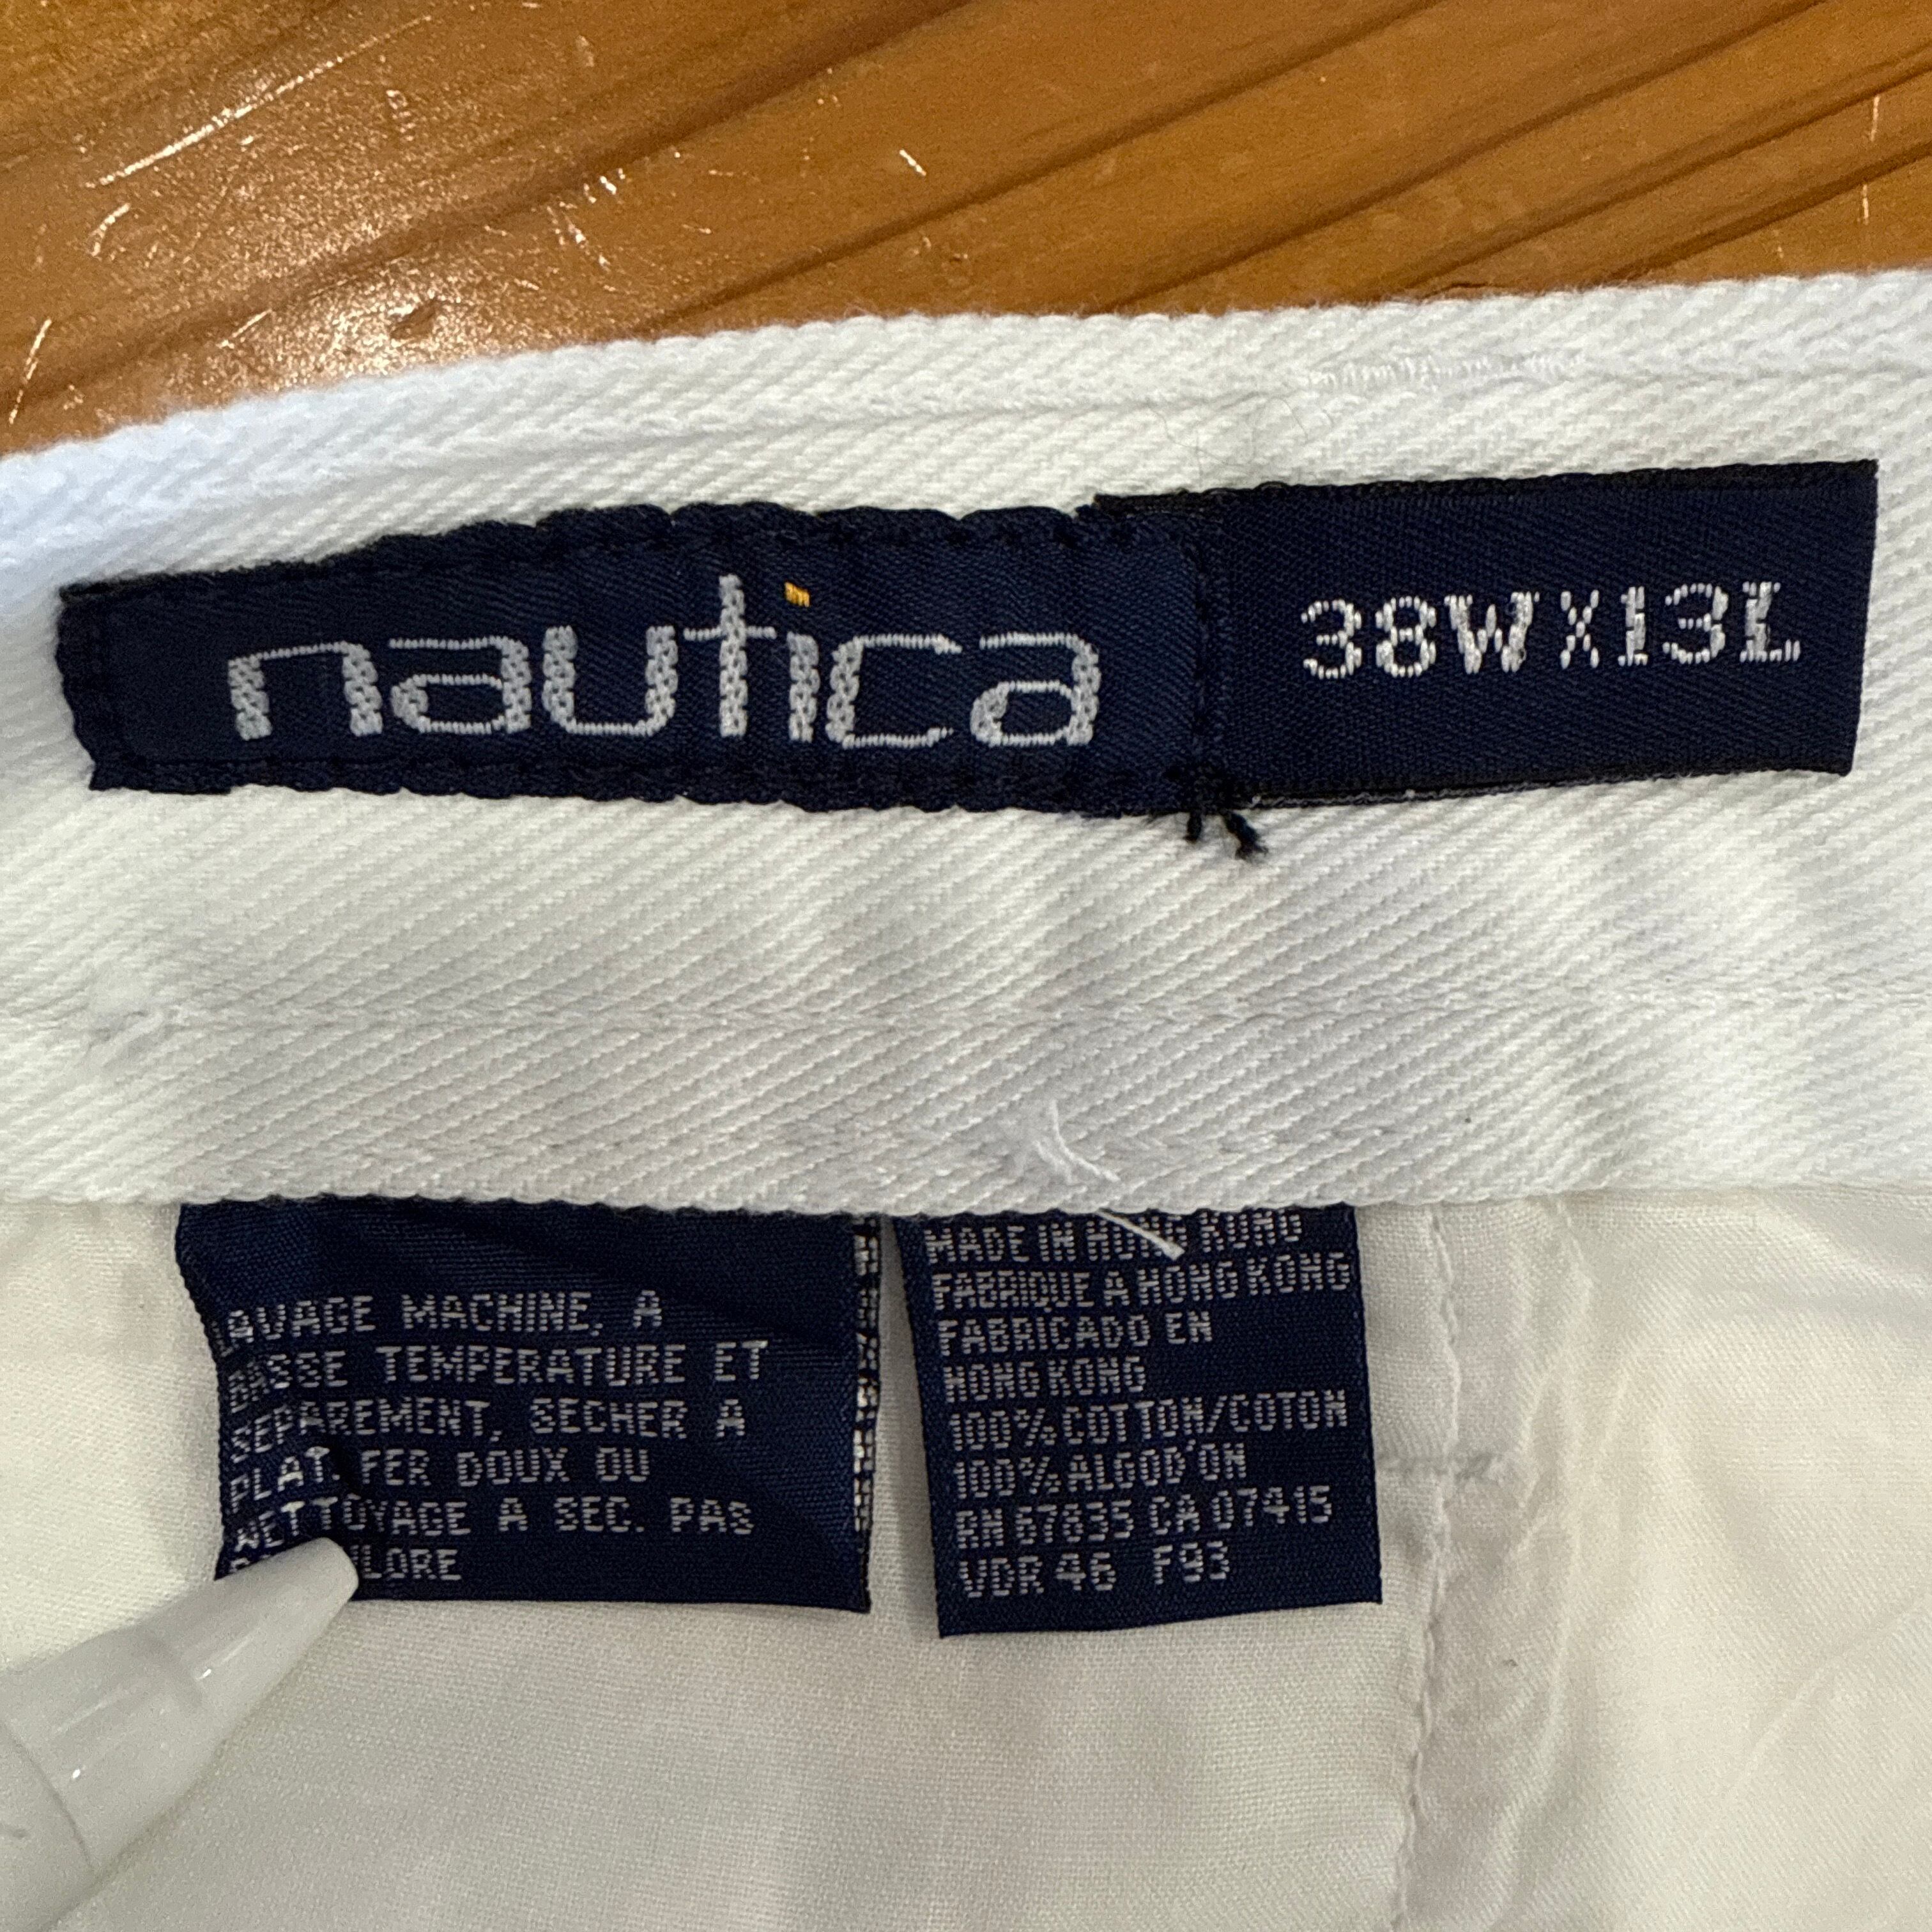 nautica
38W X 13L
LAVAGE MACHINE, A
BASSE TEMPERATURE ET
SEPAREMENT, SECHER A
PLAT. FER DOUX OU
NETTOYAGE A SEC. PAS
LORE
MADE IN HONG KONG
FABRIQUE A HONG KONG
FABRICADO EN
HONG KONG
100% COTTON/COTON
100% ALGOD'ON
RN 67835 CA 07415
VDR 46 F93